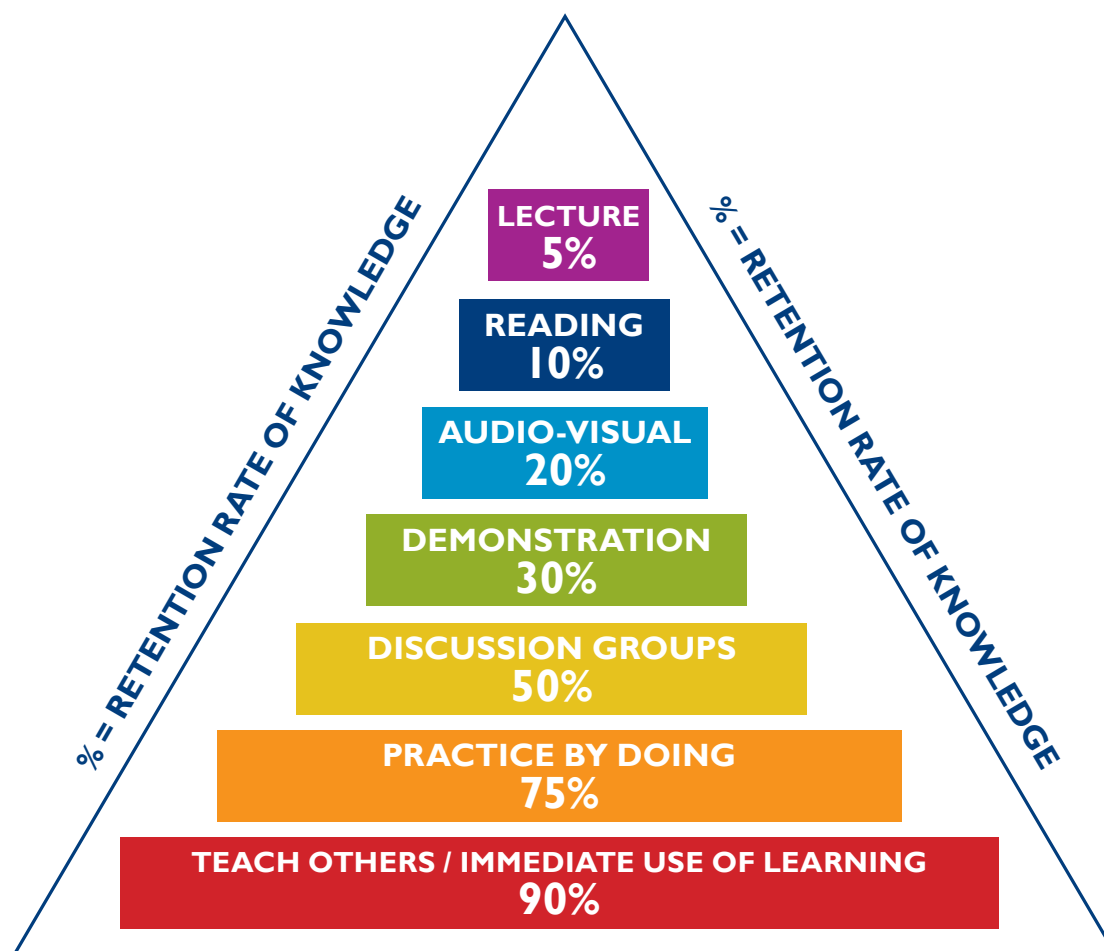 % = RETENTION RATE OF KNOWLEDGE
% = RETENTION RATE OF KNOWLEDGE
LECTURE
5%
READING
10%
AUDIO-VISUAL
20%
DEMONSTRATION
30%
DISCUSSION GROUPS
50%
PRACTICE BY DOING
75%
TEACH OTHERS / IMMEDIATE USE OF LEARNING
90%